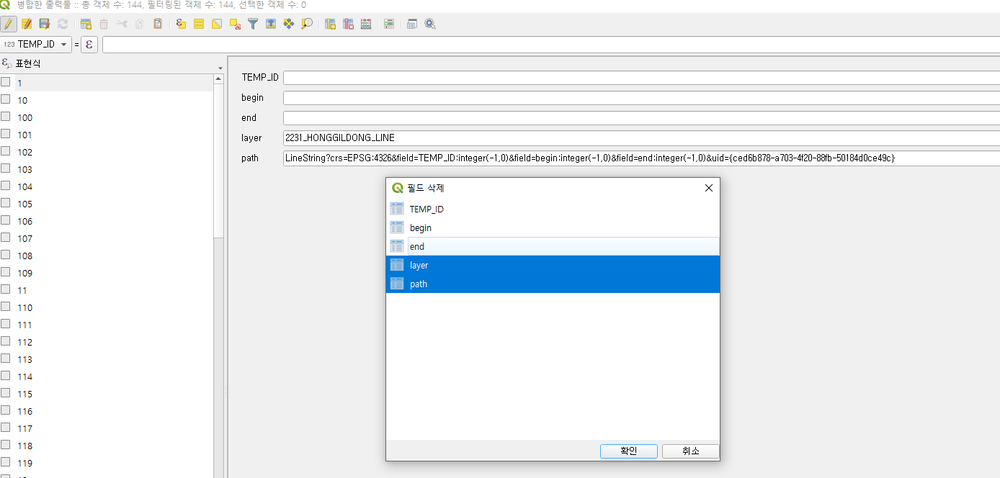 병합한 출력물 :: 총 객체 수: 144, 필터링된 객체 수: 144, 선택한 객체 수: 0
123 TEMP_ID = ε
표현식
1
10
100
101
102
103
104
105
106
107
108
109
11
110
111
112
113
114
115
116
117
118
119
TEMP_ID
begin
end
layer 2231_HONGGILDONG_LINE
path LineString?crs=EPSG:4326&field=TEMP_ID:integer(-1,0)&field=begin:integer(-1,0)&field=end:integer(-1,0)&uid={ced6b878-a703-4f20-88fb-50184d0ce49c}
필드 삭제
TEMP_ID
begin
end
layer
path
확인 취소